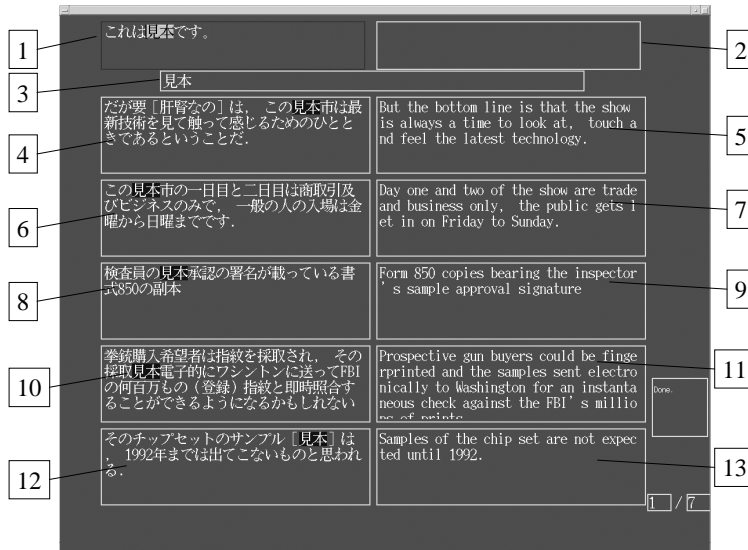 1
これは見本です。
2
3
見本
4
だが要［肝腎なの］は， この見本市は最
新技術を見て触って感じるためのひとと
きであるということだ．
But the bottom line is that the show
is always a time to look at, touch a
nd feel the latest technology.
5
6
この見本市の一日目と二日目は商取引及
びビジネスのみで， 一般の人の入場は金
曜から日曜までです．
Day one and two of the show are trade
and business only, the public gets i
et in on Friday to Sunday.
7
8
検査員の見本承認の署名が載っている書
式850の副本
Form 850 copies bearing the inspector
’s sample approval signature
9
10
拳銃購入希望者は指紋を採取され， その
採取見本電子的にワシントンに送ってFBI
の何百万もの（登録）指紋と即時照合す
ることができるようになるかもしれない
Prospective gun buyers could be finge
rprinted and the samples sent electro
nically to Washington for an instanta
neous check against the FBI’s millio
ns of prints
11
Done.
12
そのチップセットのサンプル［見本］は
， 1992年までは出てこないものと思われ
る．
Samples of the chip set are not expec
ted until 1992.
13
1 / 7